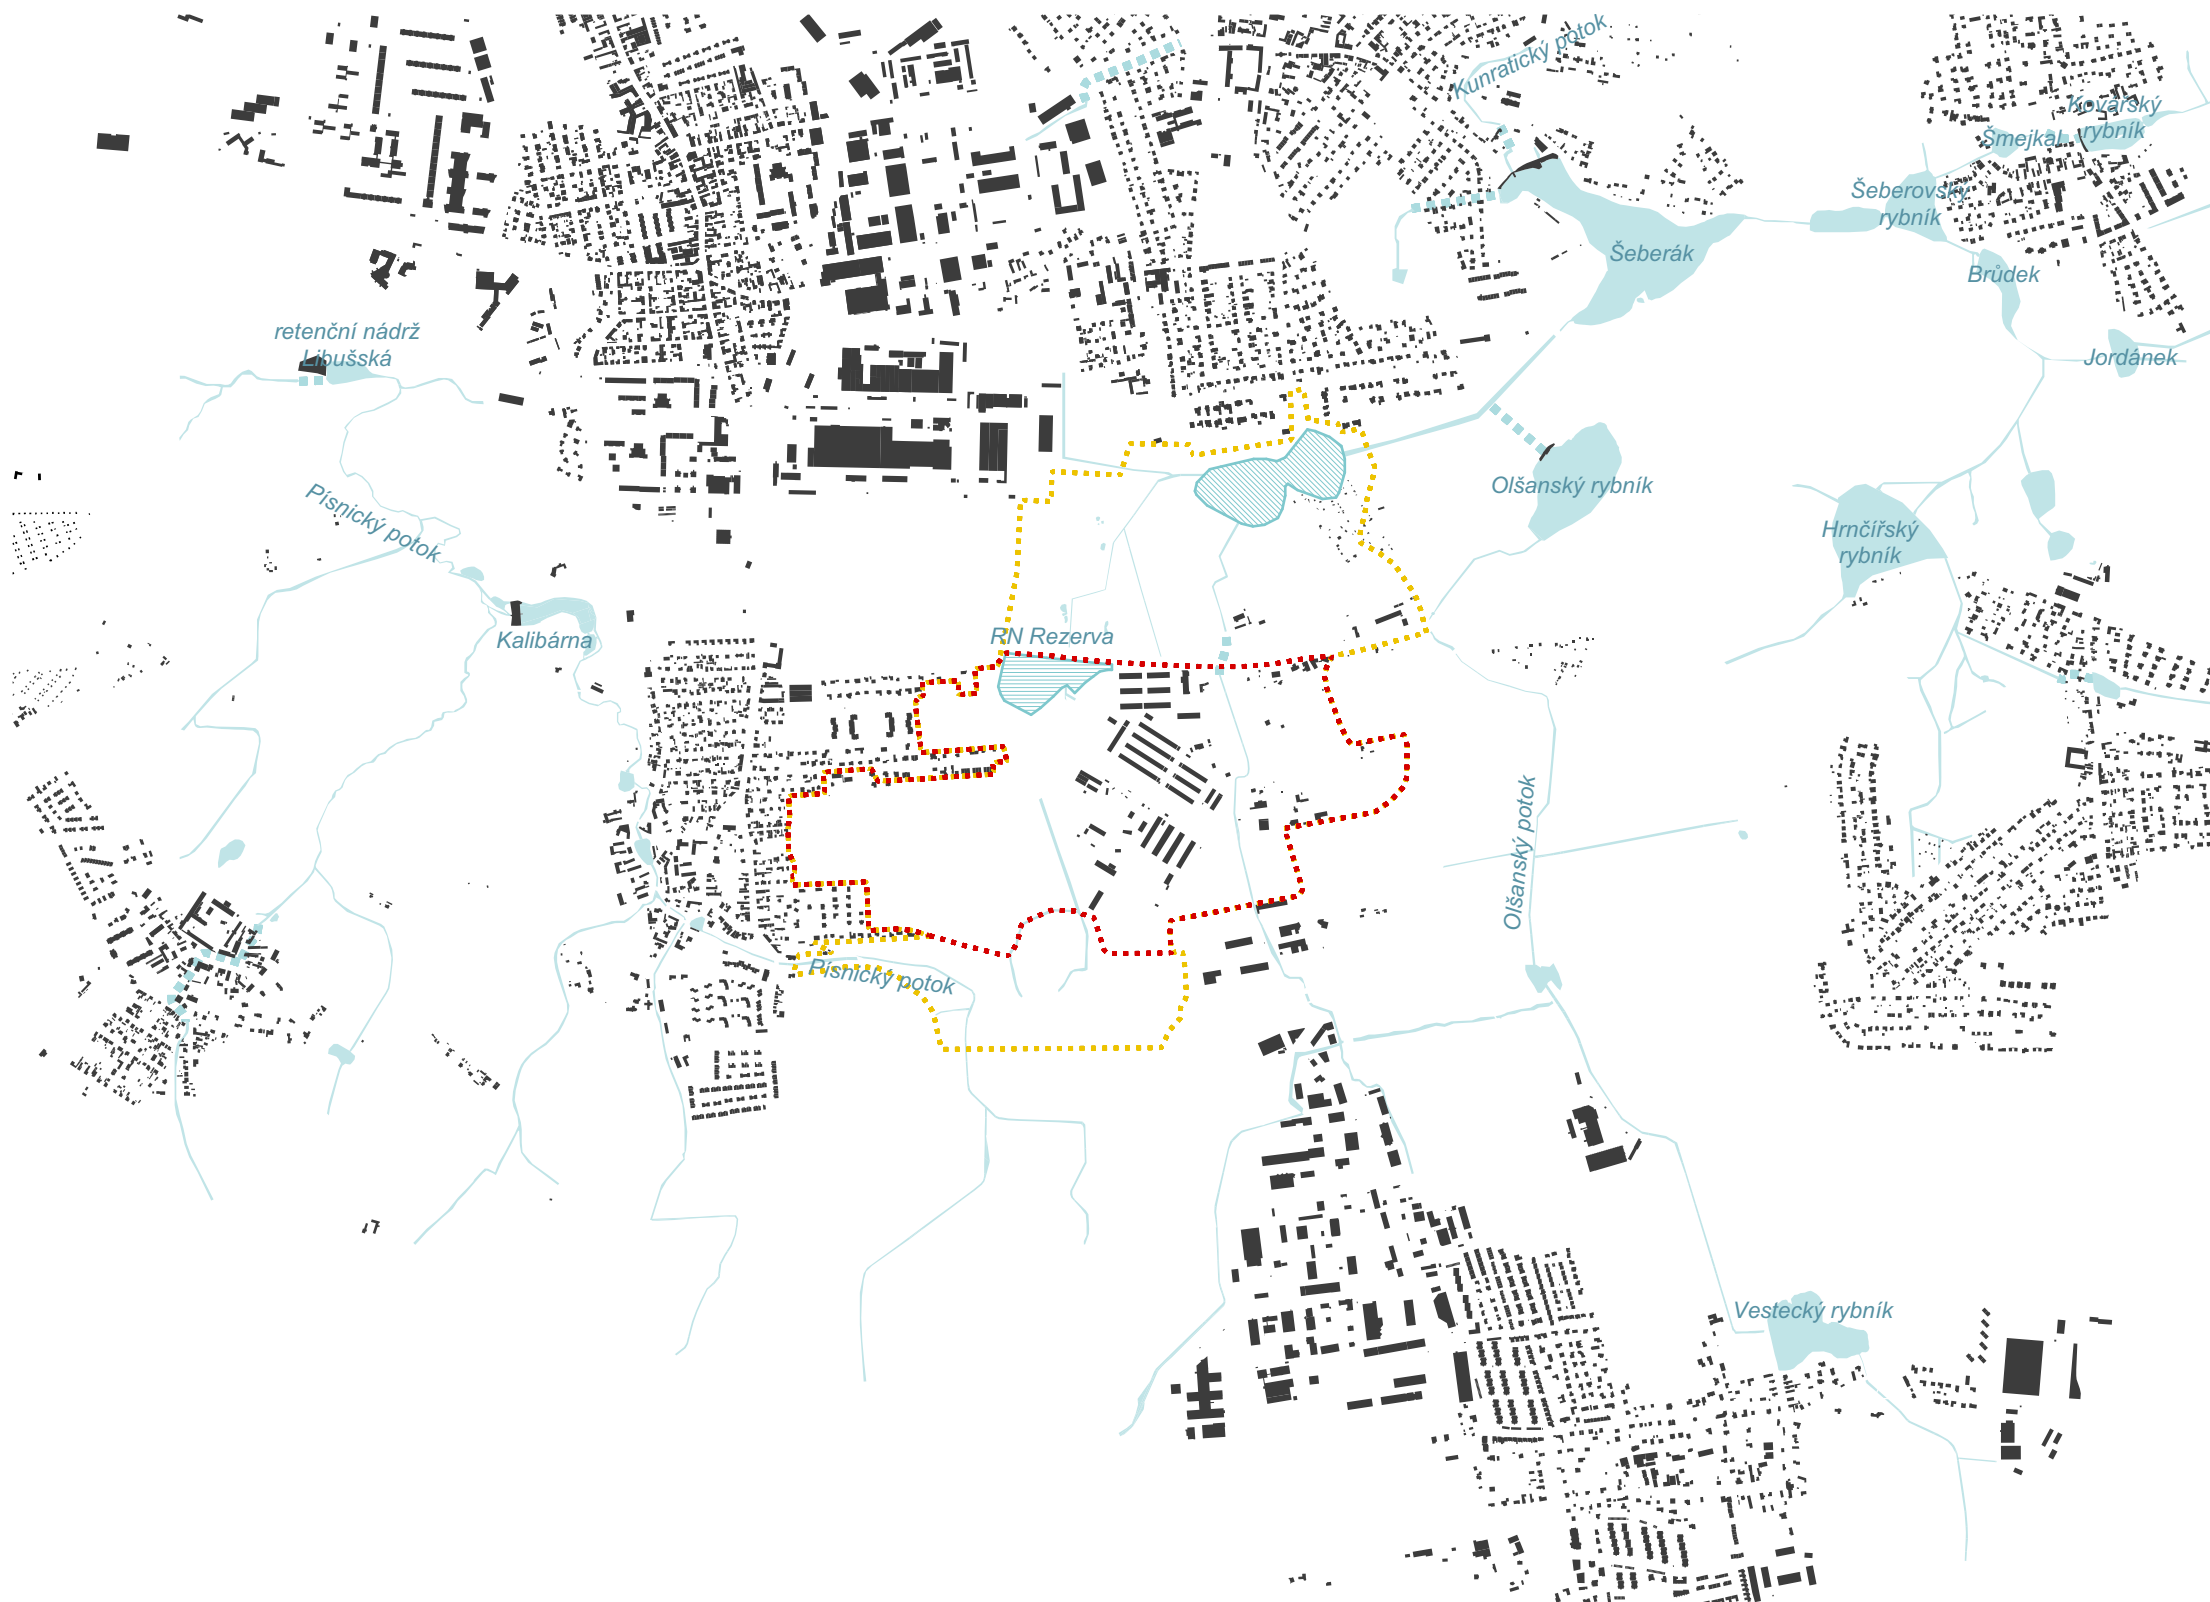 Kunratický potok
Kovářský
rybník
Šmejkal
Šeberovský
rybník
Šeberák
Brůdek
retenční nádrž
Libušská
Jordánek
Písnický potok
Olšanský rybník
Hrnčířský
rybník
Kalibárna
RN Rezerva
Olšanský potok
Písnický potok
Vestecký rybník